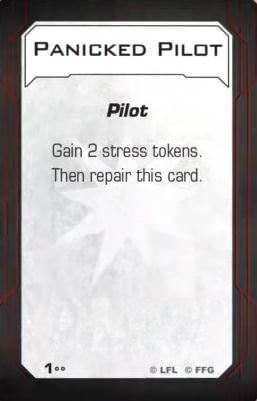 PANICKED PILOT
Pilot
Gain 2 stress tokens.
Then repair this card.
1°° © LFL © FFG